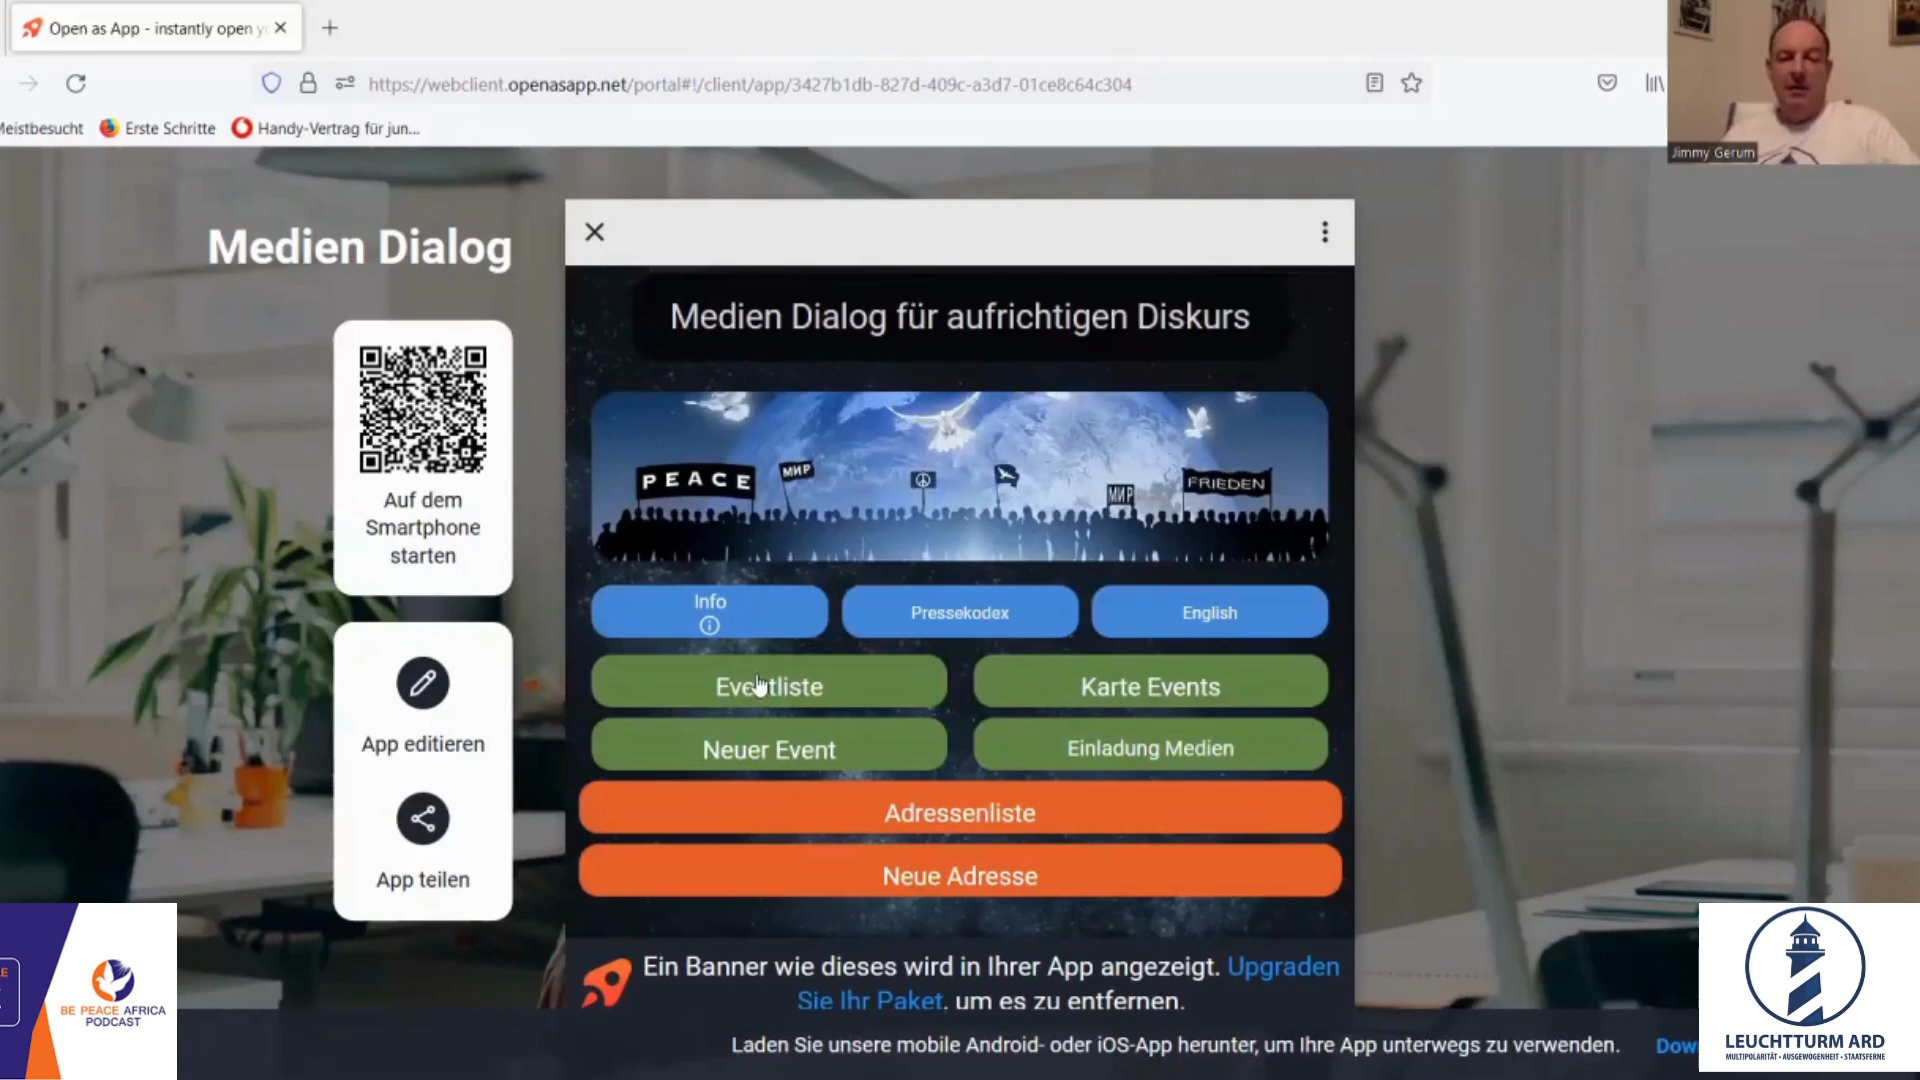 Open as App - instantly open y
https://webclient.openasapp.net/portal#!/client/app/3427b1db-827d-409c-a3d7-01ce8c64c304
Meistbesucht
Erste Schritte
Handy-Vertrag für jun...
Jimmy Gerum
Medien Dialog
Auf dem
Smartphone
starten
App editieren
App teilen
Medien Dialog für aufrichtigen Diskurs
PEACE
МИР
МИР
FRIEDEN
Info
Pressekodex
English
Eventliste
Karte Events
Neuer Event
Einladung Medien
Adressenliste
Neue Adresse
Ein Banner wie dieses wird in Ihrer App angezeigt. Upgraden
Sie Ihr Paket, um es zu entfernen.
Laden Sie unsere mobile Android- oder iOS-App herunter, um Ihre App unterwegs zu verwenden.
Dow
BE PEACE AFRICA
PODCAST
LEUCHTTURM ARD
MULTIPOLARITÄT • AUSGEWOGENHEIT • STAATSFERNE